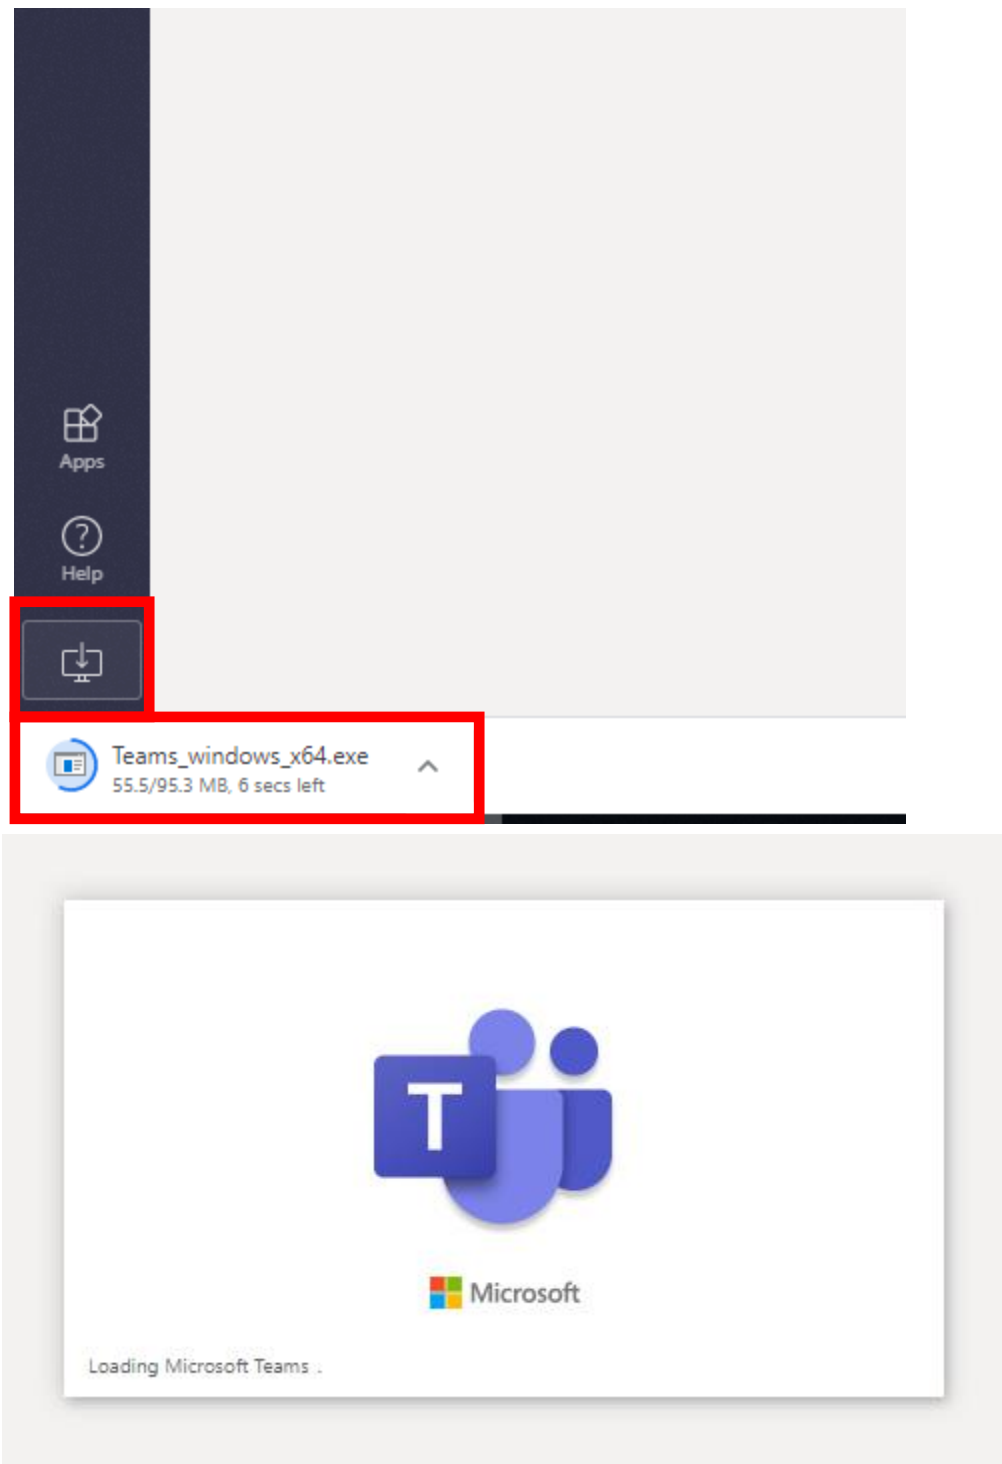 Apps
Help
Teams_windows_x64.exe
55.5/95.3 MB, 6 secs left
T
Microsoft
Loading Microsoft Teams .